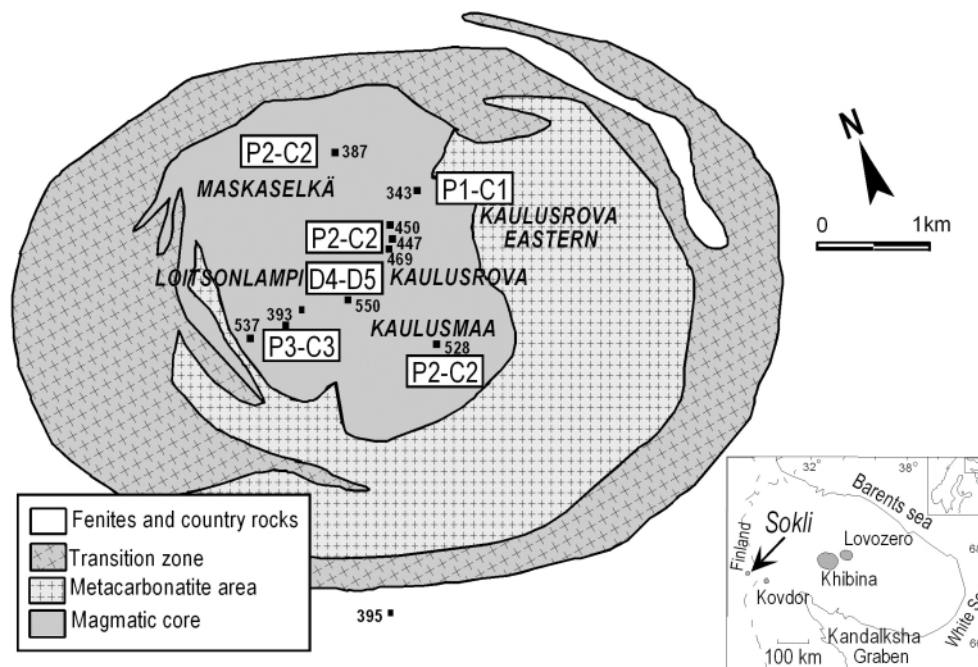 P2-C2
387
MASKASELKÄ
343
P1-C1
KAULUSROVA
EASTERN
N
0 1km
450
P2-C2
447
469
LOITSONLAMPI
D4-D5
KAULUSROVA
550
393
KAULUSMAA
537
P3-C3
528
P2-C2
395
Fenites and country rocks
Transition zone
Metacarbonatite area
Magmatic core
32°
38°
Barents sea
Sokli
Finland
Lovozero
Khibina
Kovdor
White
Kandalksha
Graben
100 km